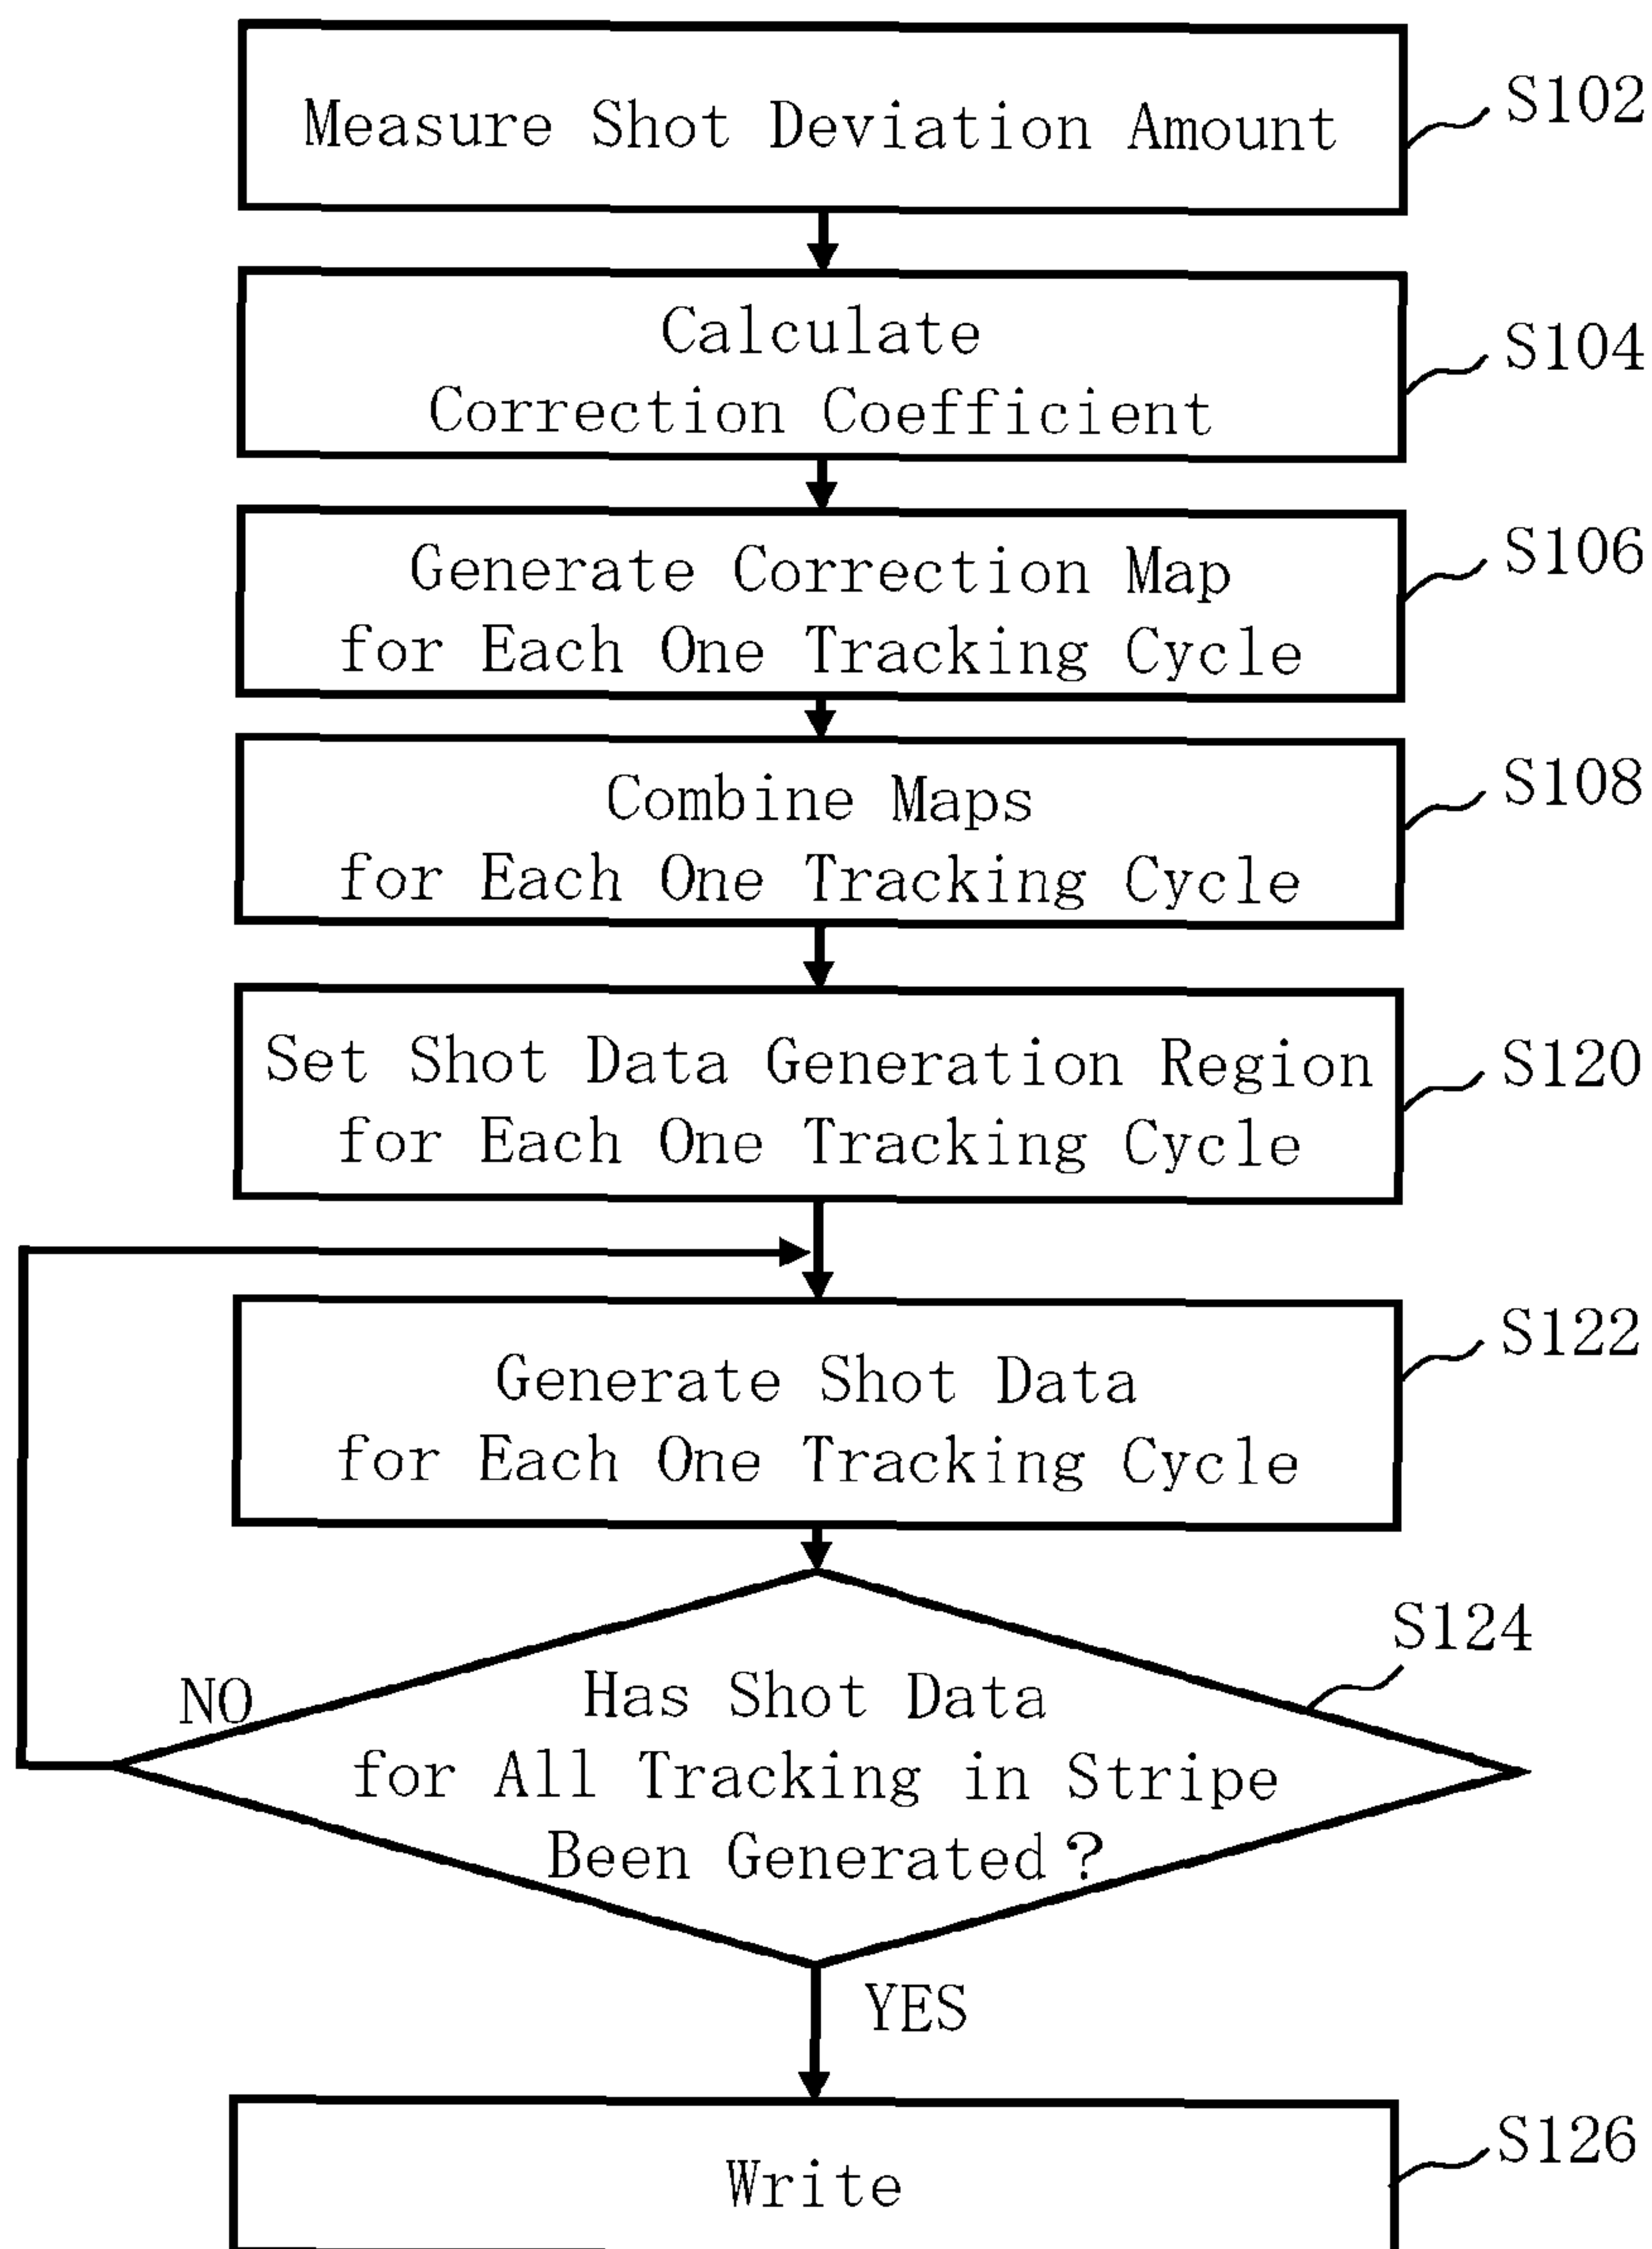 Measure Shot Deviation Amount
S102
Calculate
Correction Coefficient
S104
Generate Correction Map
for Each One Tracking Cycle
S106
Combine Maps
for Each One Tracking Cycle
S108
Set Shot Data Generation Region
for Each One Tracking Cycle
S120
Generate Shot Data
for Each One Tracking Cycle
S122
S124
NO
Has Shot Data
for All Tracking in Stripe
Been Generated?
YES
Write
S126